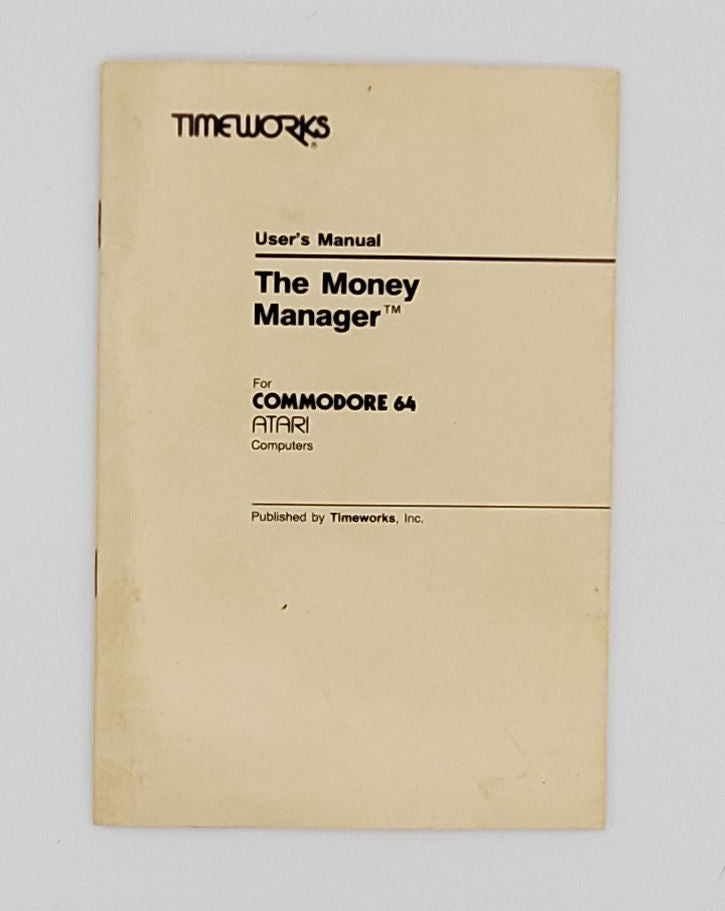 TIMEWORKS®
User's Manual
The Money
Manager™
For
COMMODORE 64
ATARI
Computers
Published by Timeworks, Inc.